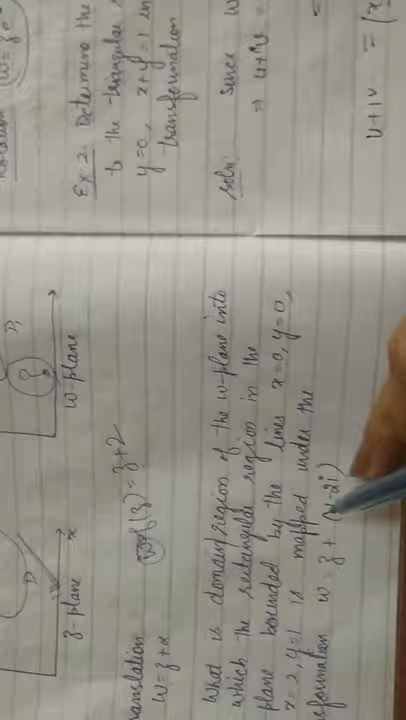 w = z e
Ex 2. Determine the
to the triangular
y=0, x+y=1 in
transformation
Soln. Since w
⇒ u+iv =
=
u+iv = (x
D
D,
z-plane x
w-plane
f(z) = z+2
w = z+α
What is domain/region of the w-plane into
which the rectangular region in the
plane bounded by the lines x=0, y=0,
x=2, y=1 is mapped under the
formation w = z + (1-2i)